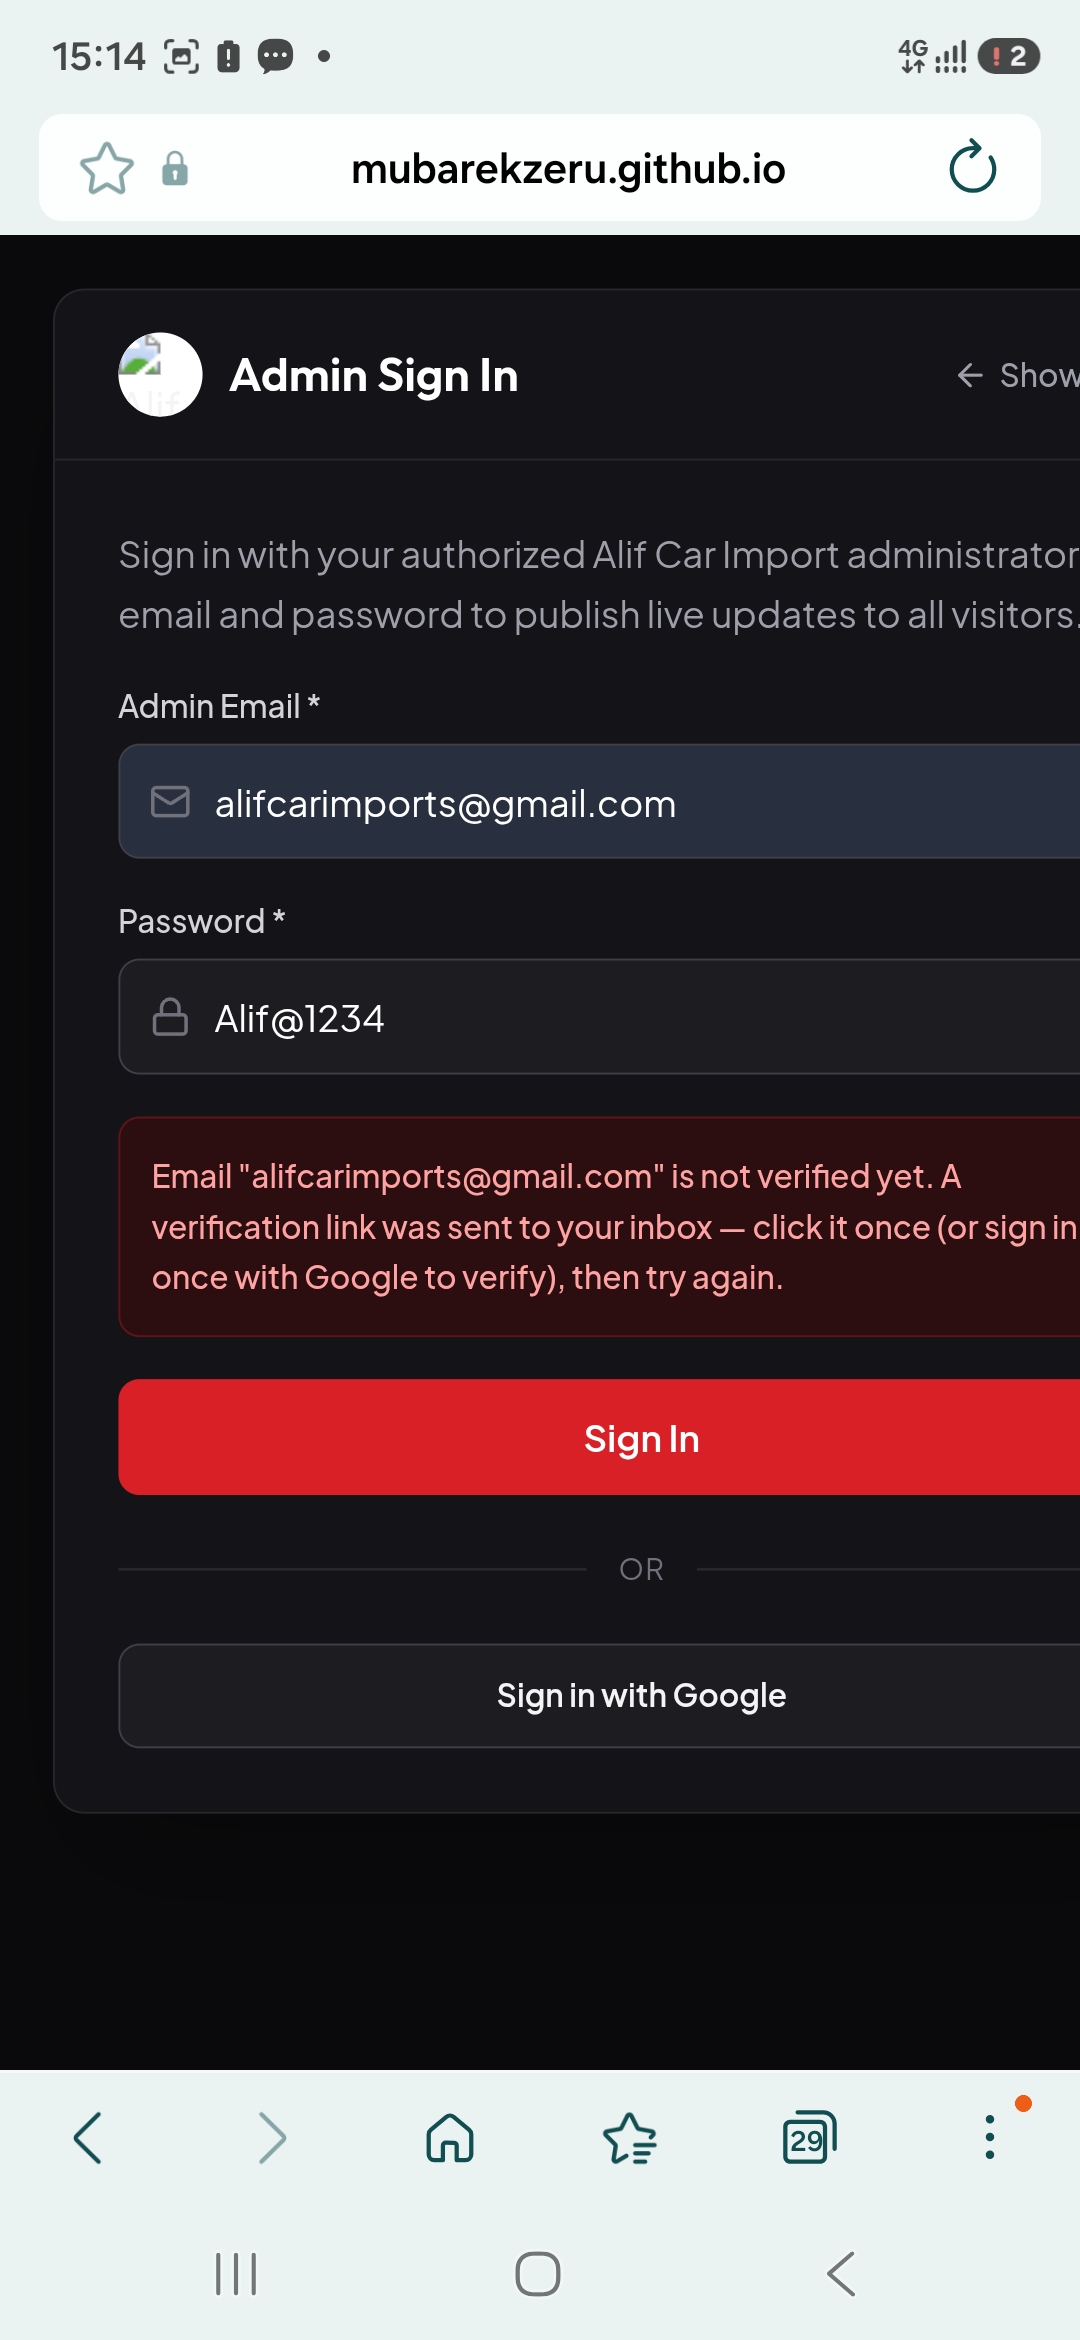 15:14
4G
2
mubarekzeru.github.io
Alif
Admin Sign In
← Show
Sign in with your authorized Alif Car Import administrator
email and password to publish live updates to all visitors.
Admin Email *
alifcarimports@gmail.com
Password *
Alif@1234
Email "alifcarimports@gmail.com" is not verified yet. A
verification link was sent to your inbox — click it once (or sign in
once with Google to verify), then try again.
Sign In
OR
Sign in with Google
29